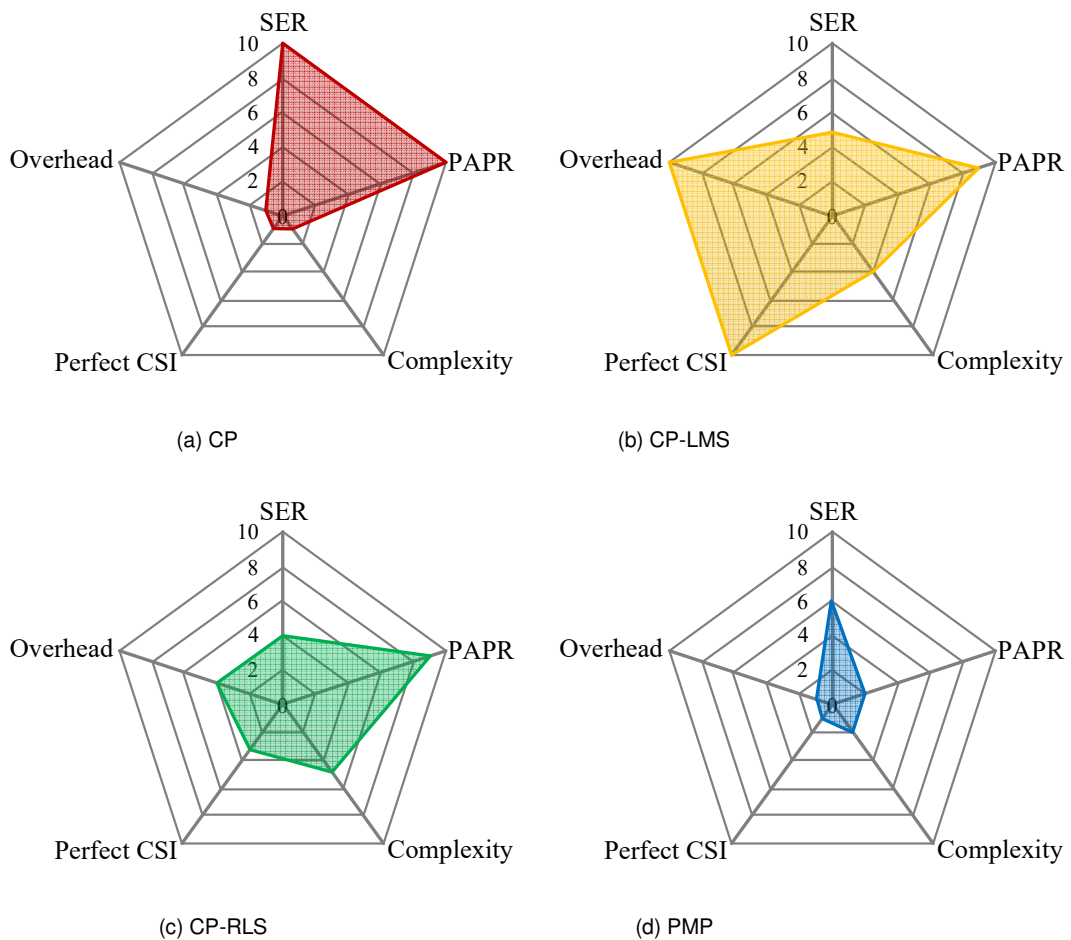 SER
10
8
6
4
2
0
Overhead
PAPR
Perfect CSI
Complexity
(a) CP
SER
10
8
6
4
2
0
Overhead
PAPR
Perfect CSI
Complexity
(b) CP-LMS
SER
10
8
6
4
2
0
Overhead
PAPR
Perfect CSI
Complexity
(c) CP-RLS
SER
10
8
6
4
2
0
Overhead
PAPR
Perfect CSI
Complexity
(d) PMP